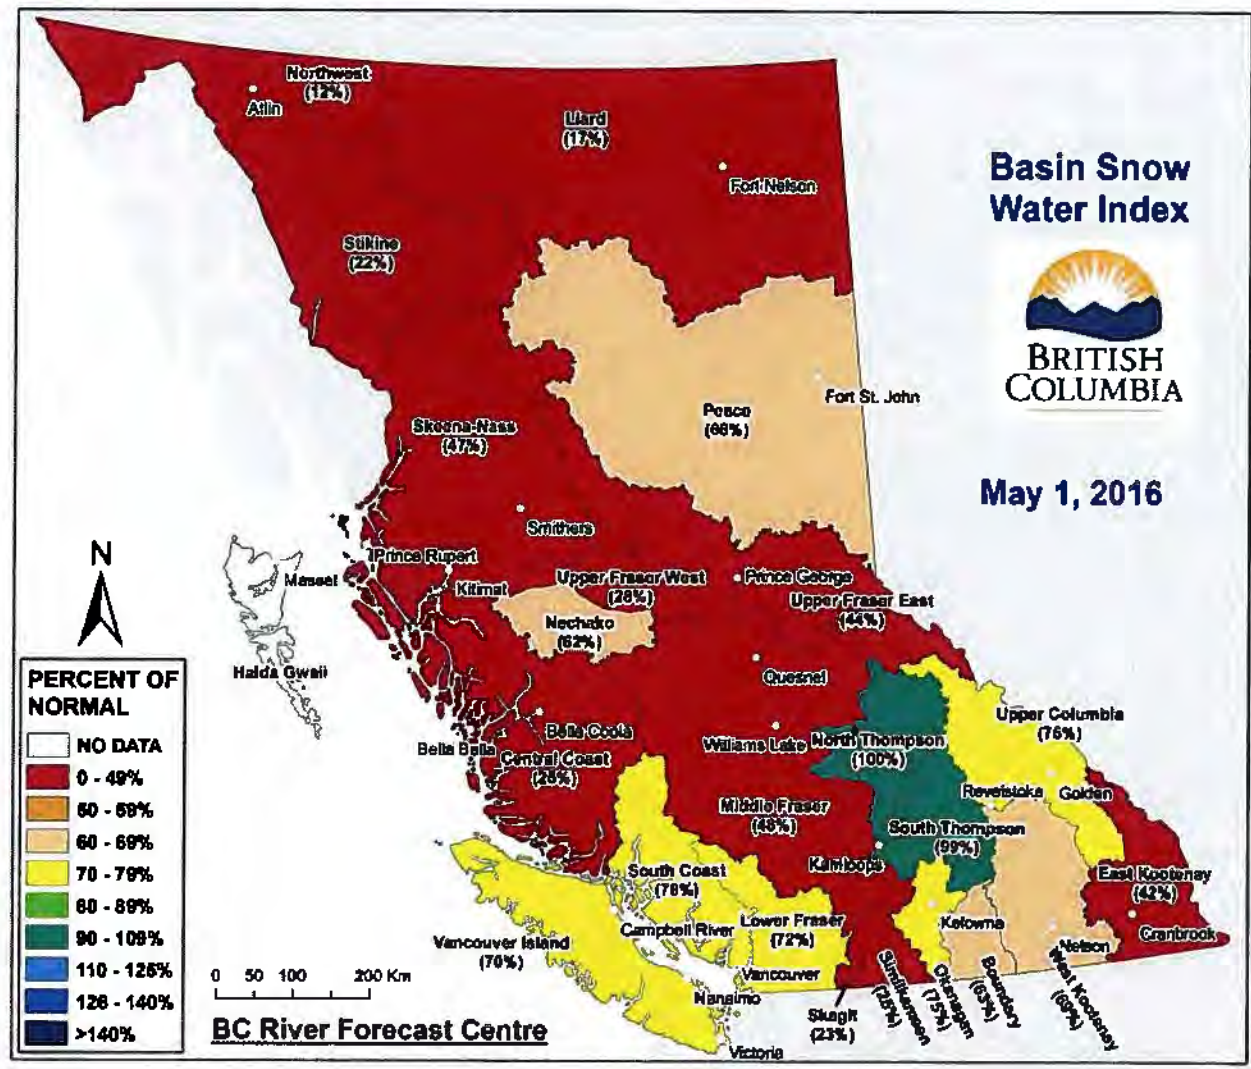 Basin Snow
Water Index
BRITISH
COLUMBIA
May 1, 2016
Northwest
(12%)
Atlin
Liard
(17%)
Fort Nelson
Stikine
(22%)
Fort St. John
Peace
(68%)
Skeena-Nass
(47%)
Smithers
N
Prince Rupert
Masset
Kitimat
Upper Fraser West
(28%)
Prince George
Upper Fraser East
(44%)
Nechako
(62%)
Haida Gwaii
Quesnel
Bella Coola
Bella Bella
Central Coast
(25%)
Williams Lake
North Thompson
(100%)
Upper Columbia
(76%)
Revelstoke
Golden
Middle Fraser
(48%)
South Thompson
(99%)
Kamloops
South Coast
(78%)
East Kootenay
(42%)
Campbell River
Lower Fraser
(72%)
Kelowna
Cranbrook
Nelson
Vancouver Island
(70%)
Vancouver
Nanaimo
Victoria
Skagit
(23%)
Similkameen
Okanagan
(75%)
Boundary
(63%)
West Kootenay
(69%)
PERCENT OF
NORMAL
NO DATA
0 - 49%
50 - 59%
60 - 69%
70 - 79%
80 - 89%
90 - 109%
110 - 125%
126 - 140%
>140%
0 50 100 200 Km
BC River Forecast Centre